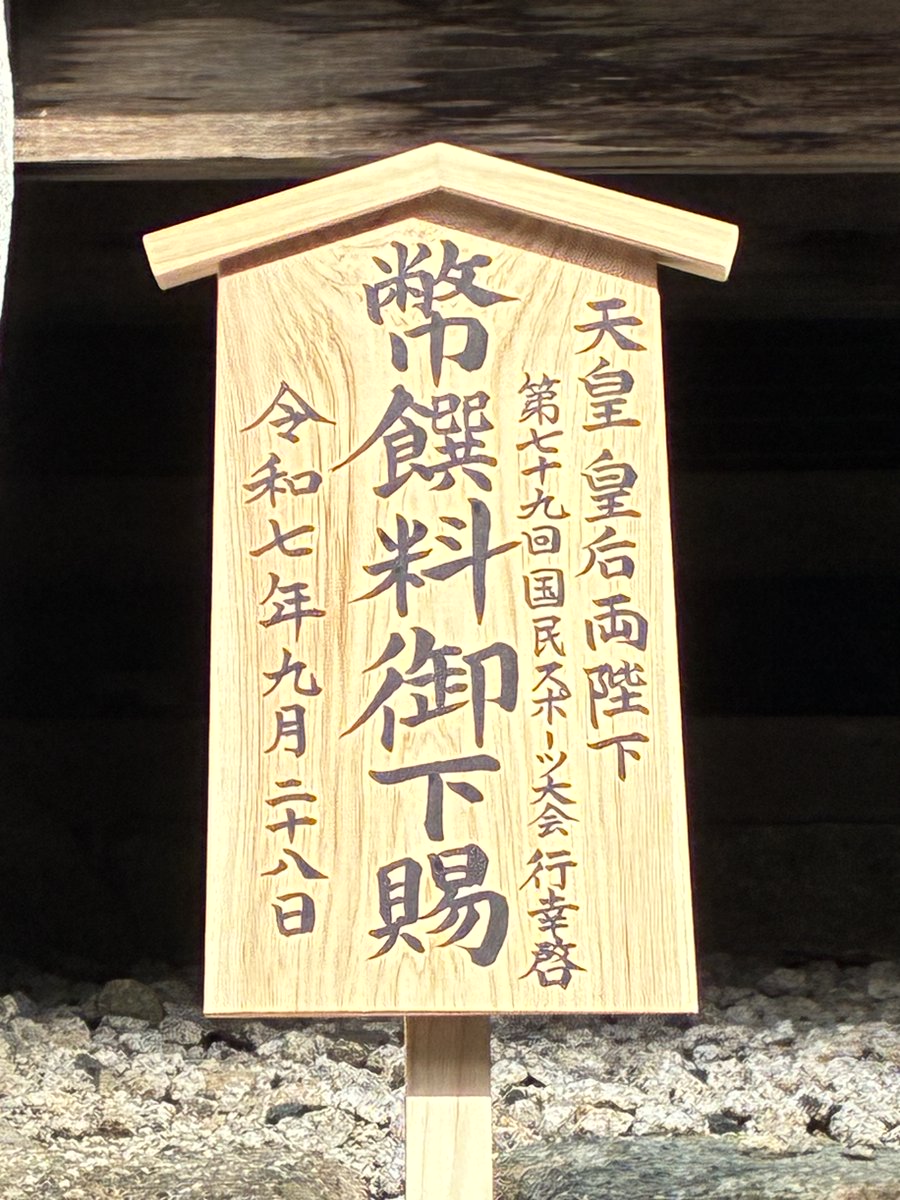 天皇皇后両陛下
第七十九回国民スポーツ大会行幸啓
幣饌料御下賜
令和七年九月二十八日